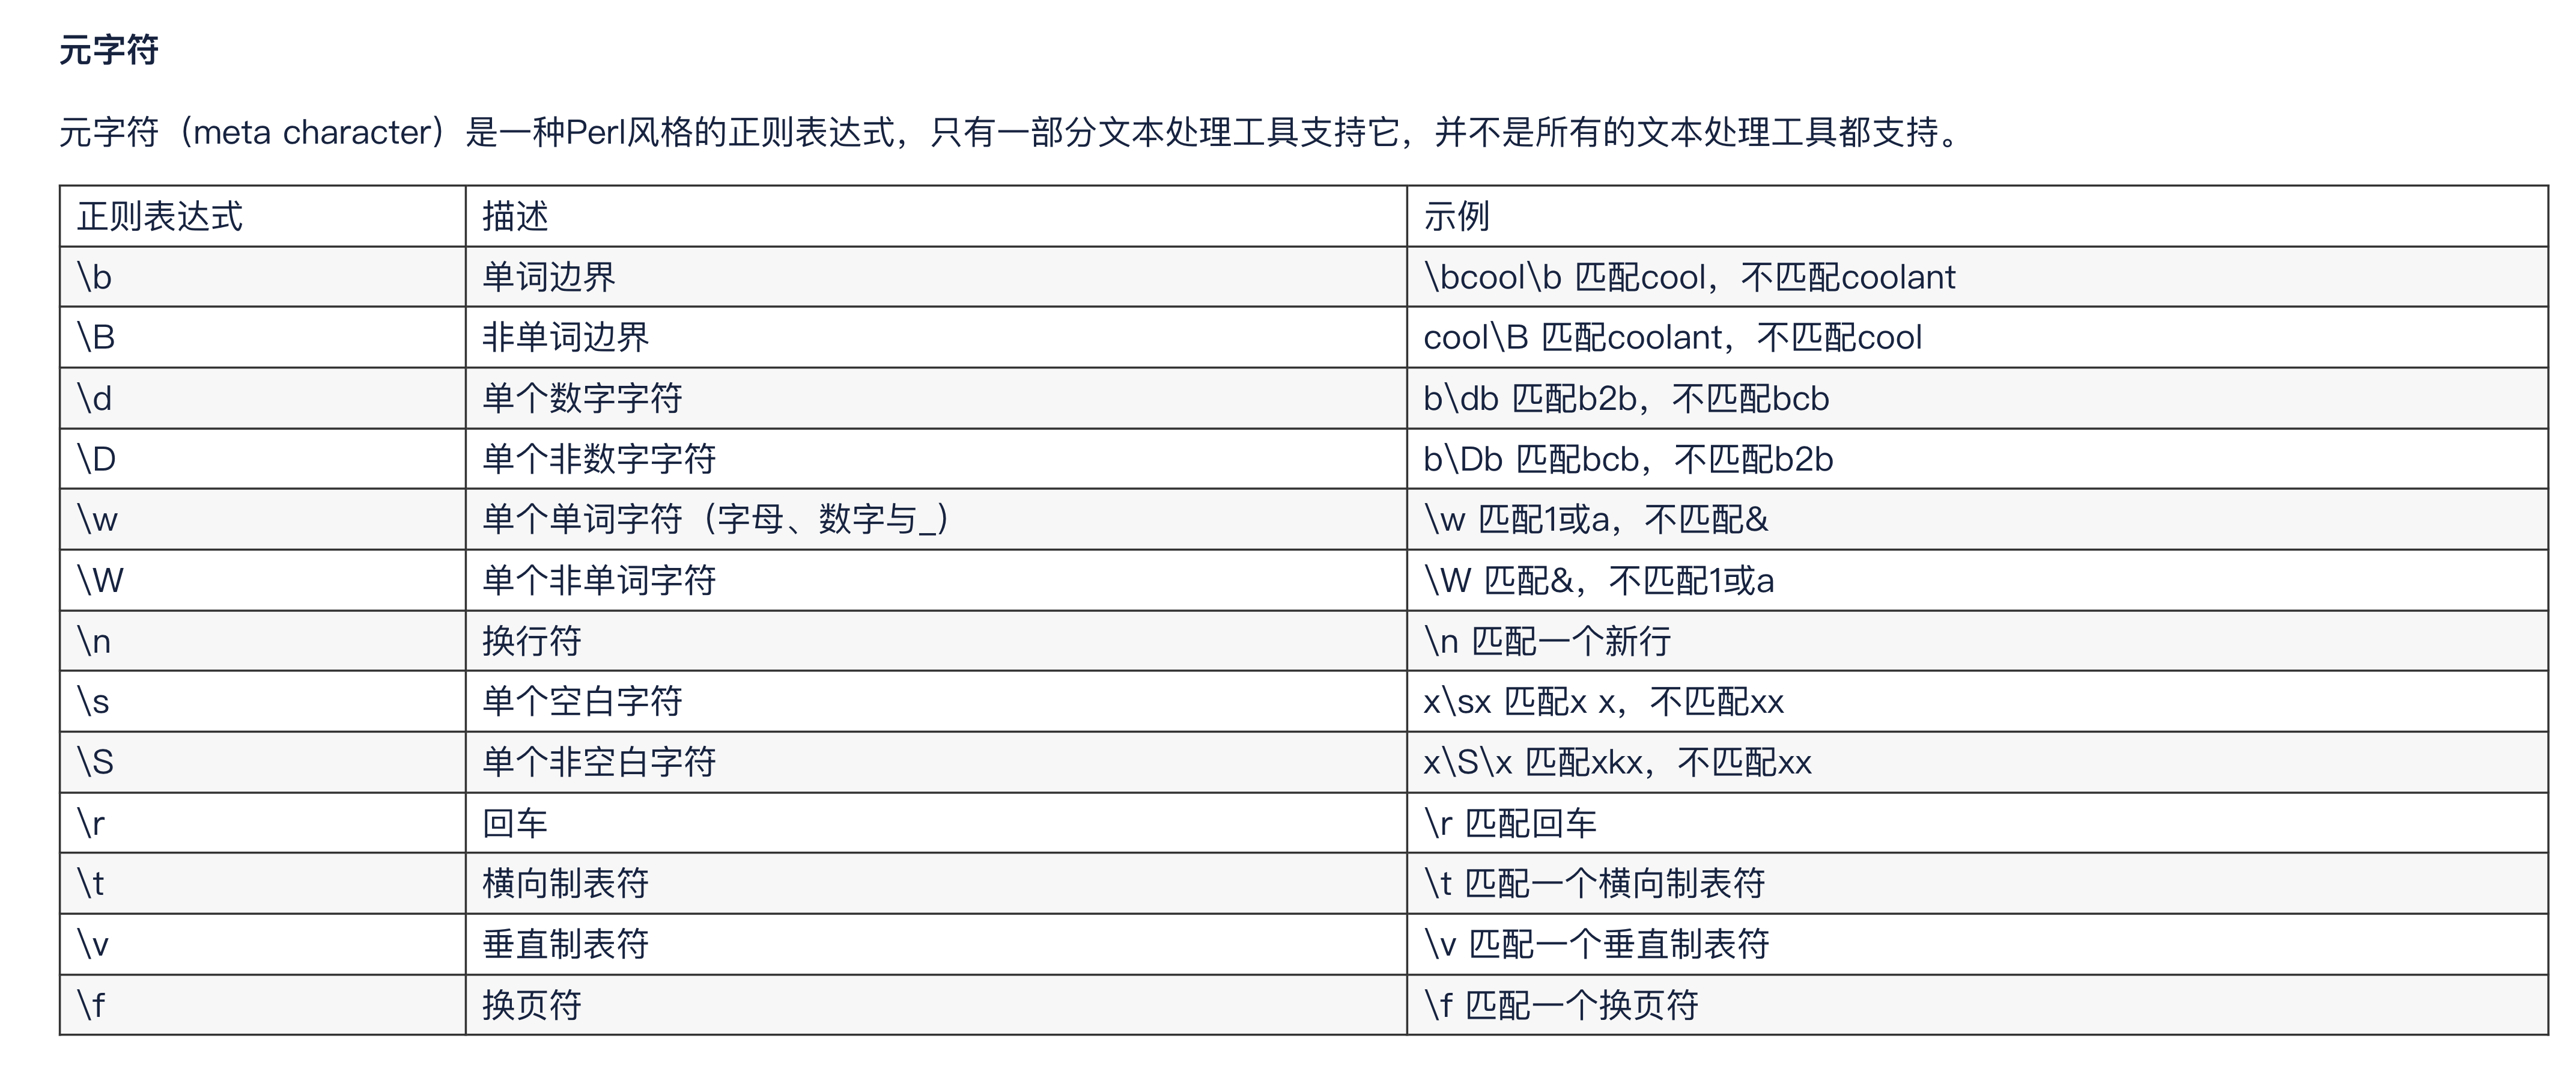 元字符
元字符（meta character）是一种Perl风格的正则表达式，只有一部分文本处理工具支持它，并不是所有的文本处理工具都支持。
正则表达式 描述 示例
\b 单词边界 \bcool\b 匹配cool，不匹配coolant
\B 非单词边界 cool\B 匹配coolant，不匹配cool
\d 单个数字字符 b\db 匹配b2b，不匹配bcb
\D 单个非数字字符 b\Db 匹配bcb，不匹配b2b
\w 单个单词字符（字母、数字与_） \w 匹配1或a，不匹配&
\W 单个非单词字符 \W 匹配&，不匹配1或a
\n 换行符 \n 匹配一个新行
\s 单个空白字符 x\sx 匹配x x，不匹配xx
\S 单个非空白字符 x\S\x 匹配xkx，不匹配xx
\r 回车 \r 匹配回车
\t 横向制表符 \t 匹配一个横向制表符
\v 垂直制表符 \v 匹配一个垂直制表符
\f 换页符 \f 匹配一个换页符